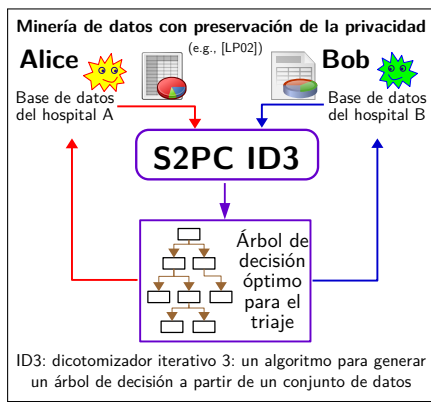 Minería de datos con preservación de la privacidad
(e.g., [LP02])
Alice
Bob
Base de datos
del hospital A
Base de datos
del hospital B
S2PC ID3
Árbol de
decisión
óptimo
para el
triaje
ID3: dicotomizador iterativo 3: un algoritmo para generar
un árbol de decisión a partir de un conjunto de datos